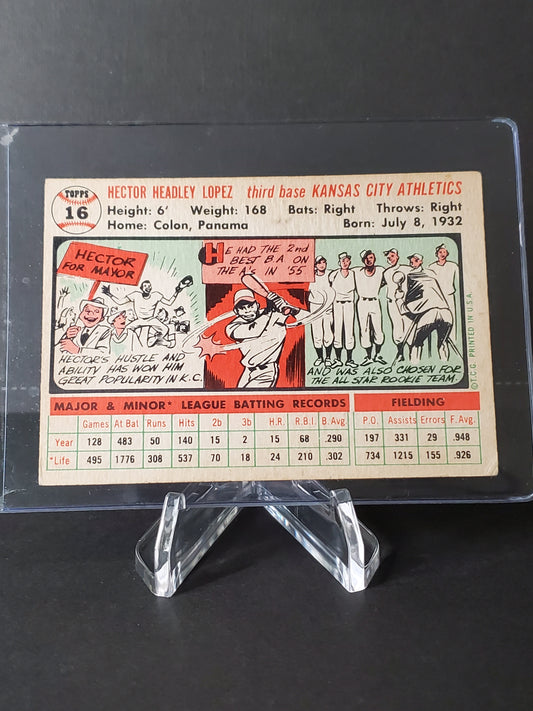 TOPPS
16
HECTOR HEADLEY LOPEZ third base KANSAS CITY ATHLETICS
Height: 6' Weight: 168 Bats: Right Throws: Right
Home: Colon, Panama Born: July 8, 1932
HECTOR
FOR MAYOR
HECTOR'S HUSTLE AND
ABILITY HAS WON HIM
GREAT POPULARITY IN K.C.
HE HAD THE 2nd
BEST B.A ON
THE A'S IN '55
AND WAS ALSO CHOSEN FOR
THE ALL STAR ROOKIE TEAM.
©T.C.G. PRINTED IN U.S.A.
MAJOR & MINOR* LEAGUE BATTING RECORDS FIELDING
Games At Bat Runs Hits 2b 3b H.R. R.B.I. B.Avg. P.O. Assists Errors F.Avg.
Year 128 483 50 140 15 2 15 68 .290 197 331 29 .948
*Life 495 1776 308 537 70 18 24 210 .302 734 1215 155 .926